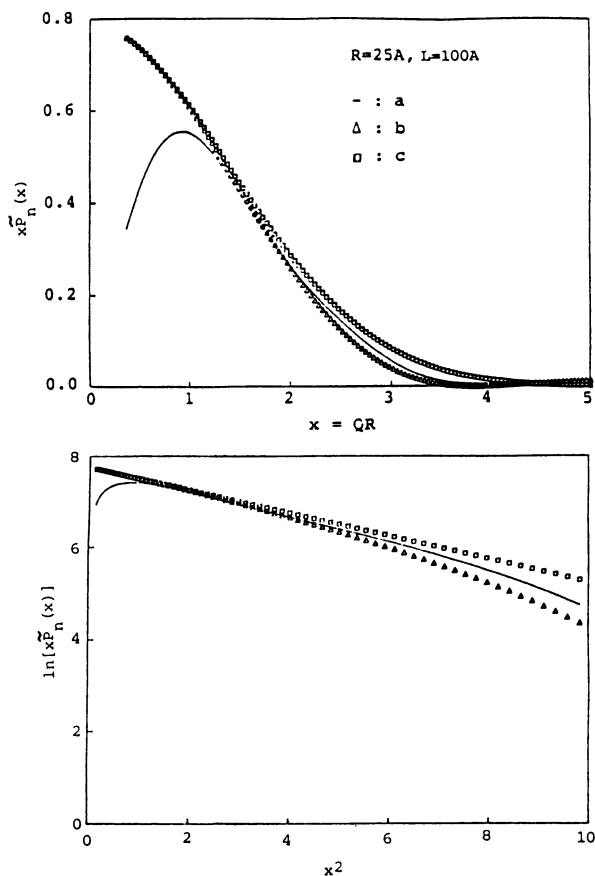 0.8
R=25A, L=100A
– : a
Δ : b
□ : c
0.6
0.4
0.2
0.0
xP̃n(x)
0 1 2 3 4 5
x = QR
8
6
4
2
0
ln[xP̃n(x)]
0 2 4 6 8 10
x²